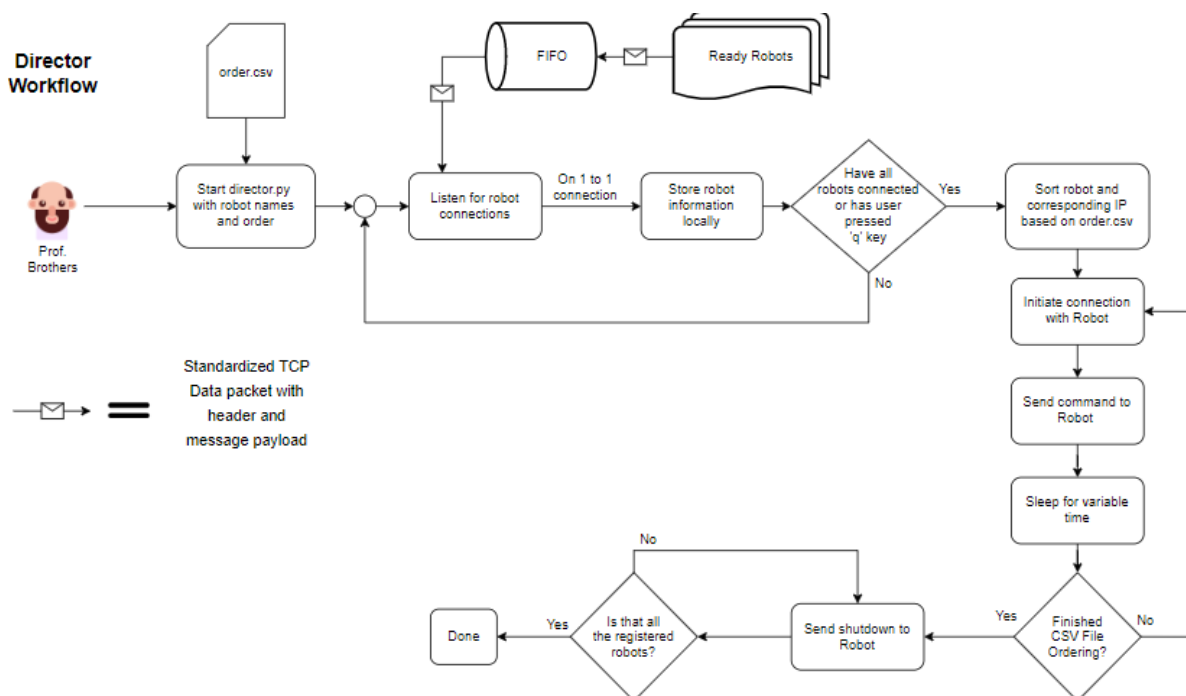 Director
Workflow
order.csv
FIFO
Ready Robots
Prof.
Brothers
Start director.py
with robot names
and order
Listen for robot
connections
On 1 to 1
connection
Store robot
information
locally
Have all
robots connected
or has user
pressed
'q' key
Yes
No
Sort robot and
corresponding IP
based on order.csv
Initiate connection
with Robot
Send command to
Robot
Sleep for variable
time
Finished
CSV File
Ordering?
No
Yes
Send shutdown to
Robot
Is that all
the registered
robots?
No
Yes
Done
Standardized TCP
Data packet with
header and
message payload